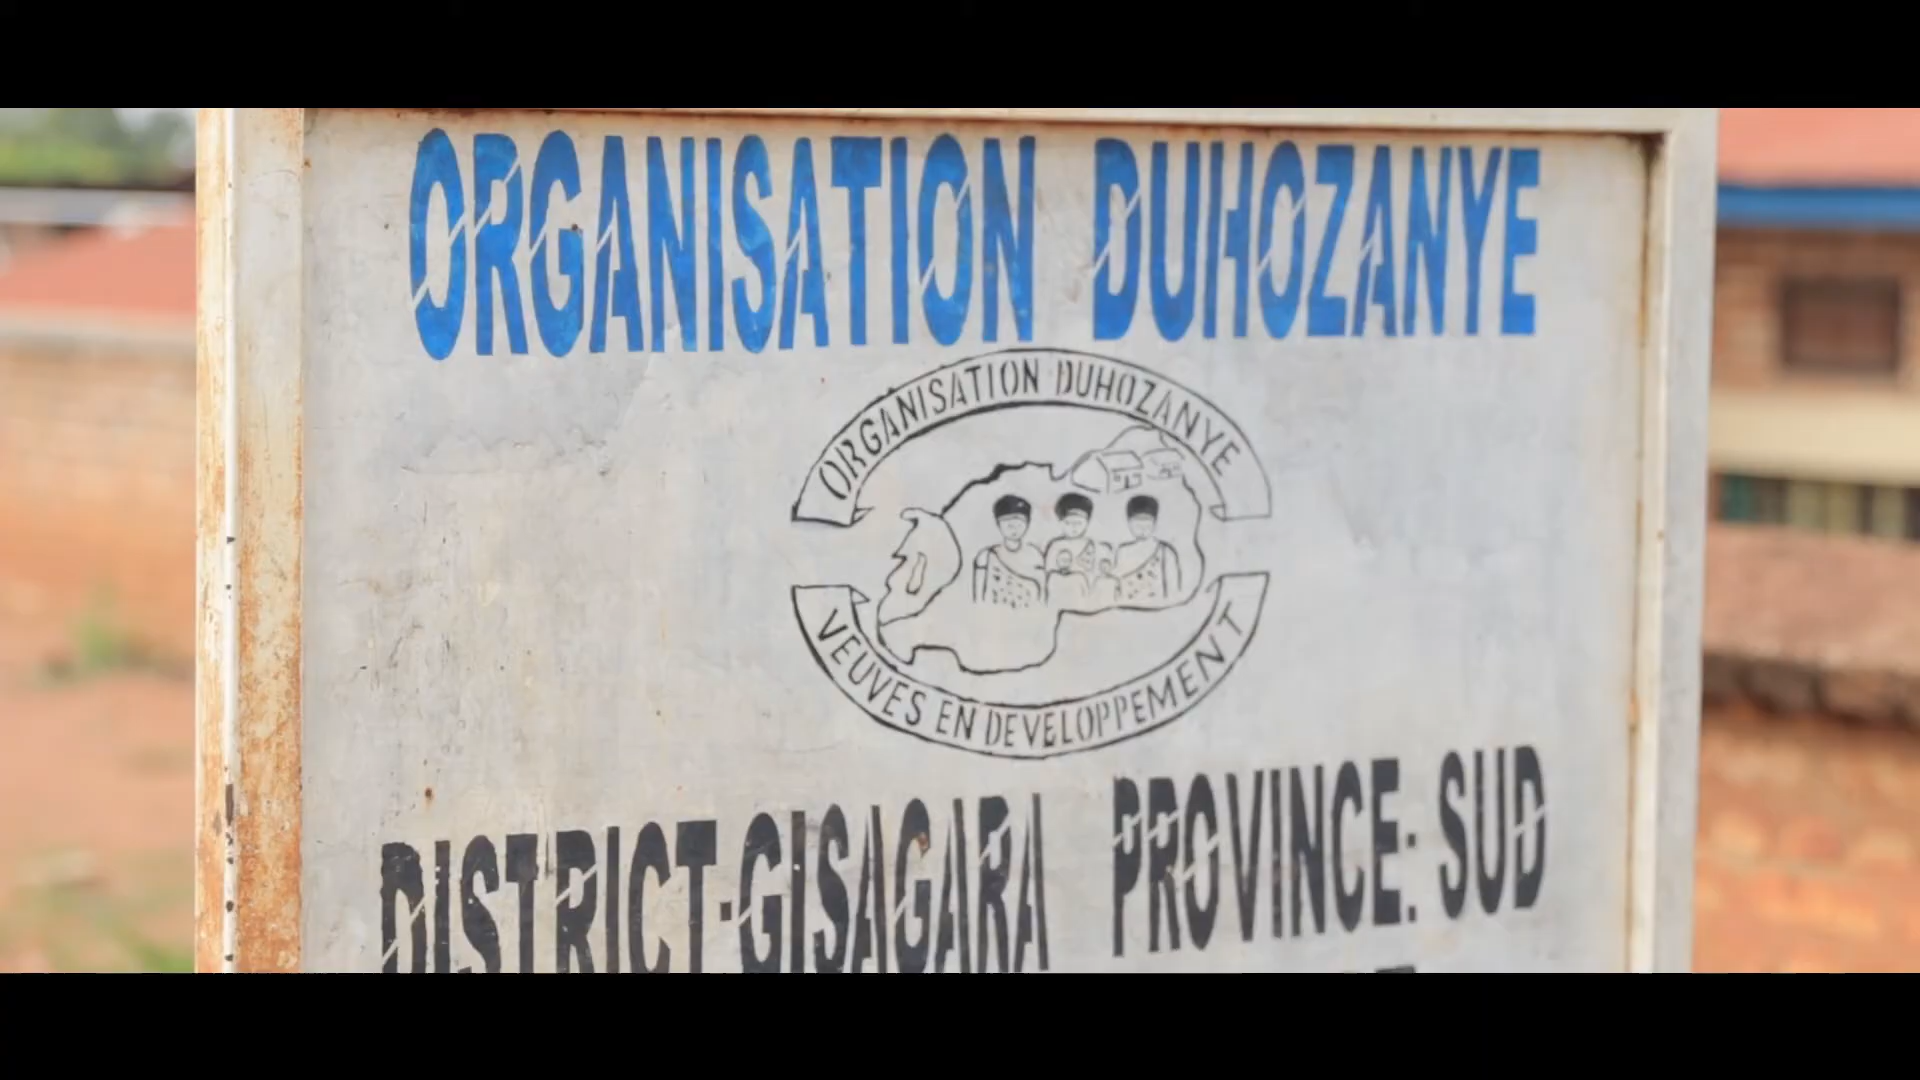 ORGANISATION DUHOZANYE
ORGANISATION DUHOZANYE
VEUVES EN DEVELOPPEMENT
DISTRICT:GISAGARA PROVINCE: SUD